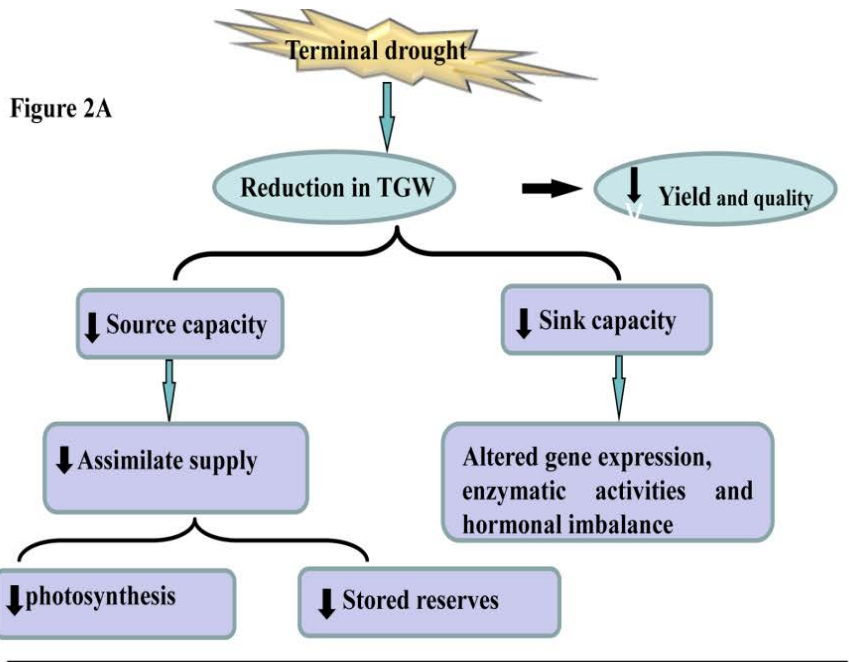 Terminal drought
Figure 2A
Reduction in TGW
Yield and quality
Source capacity
Sink capacity
Assimilate supply
Altered gene expression,
enzymatic activities and
hormonal imbalance
photosynthesis
Stored reserves